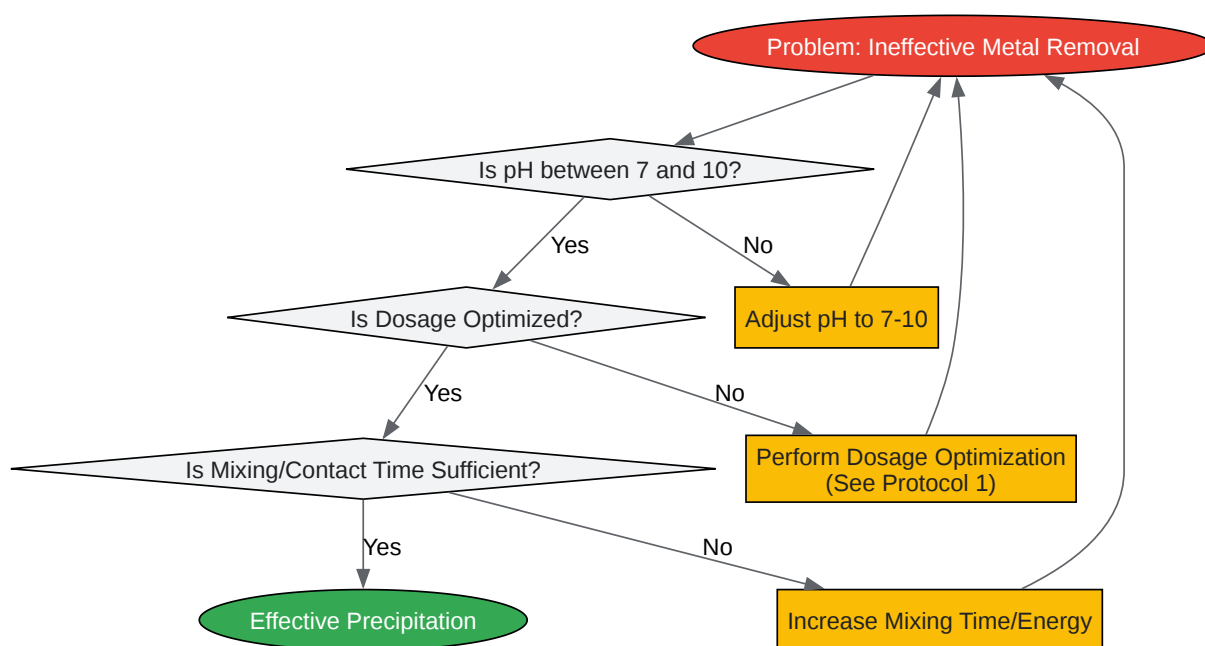 Problem: Ineffective Metal Removal
Is pH between 7 and 10?
Yes
No
Is Dosage Optimized?
Adjust pH to 7-10
Yes
No
Is Mixing/Contact Time Sufficient?
Perform Dosage Optimization
(See Protocol 1)
Yes
No
Effective Precipitation
Increase Mixing Time/Energy